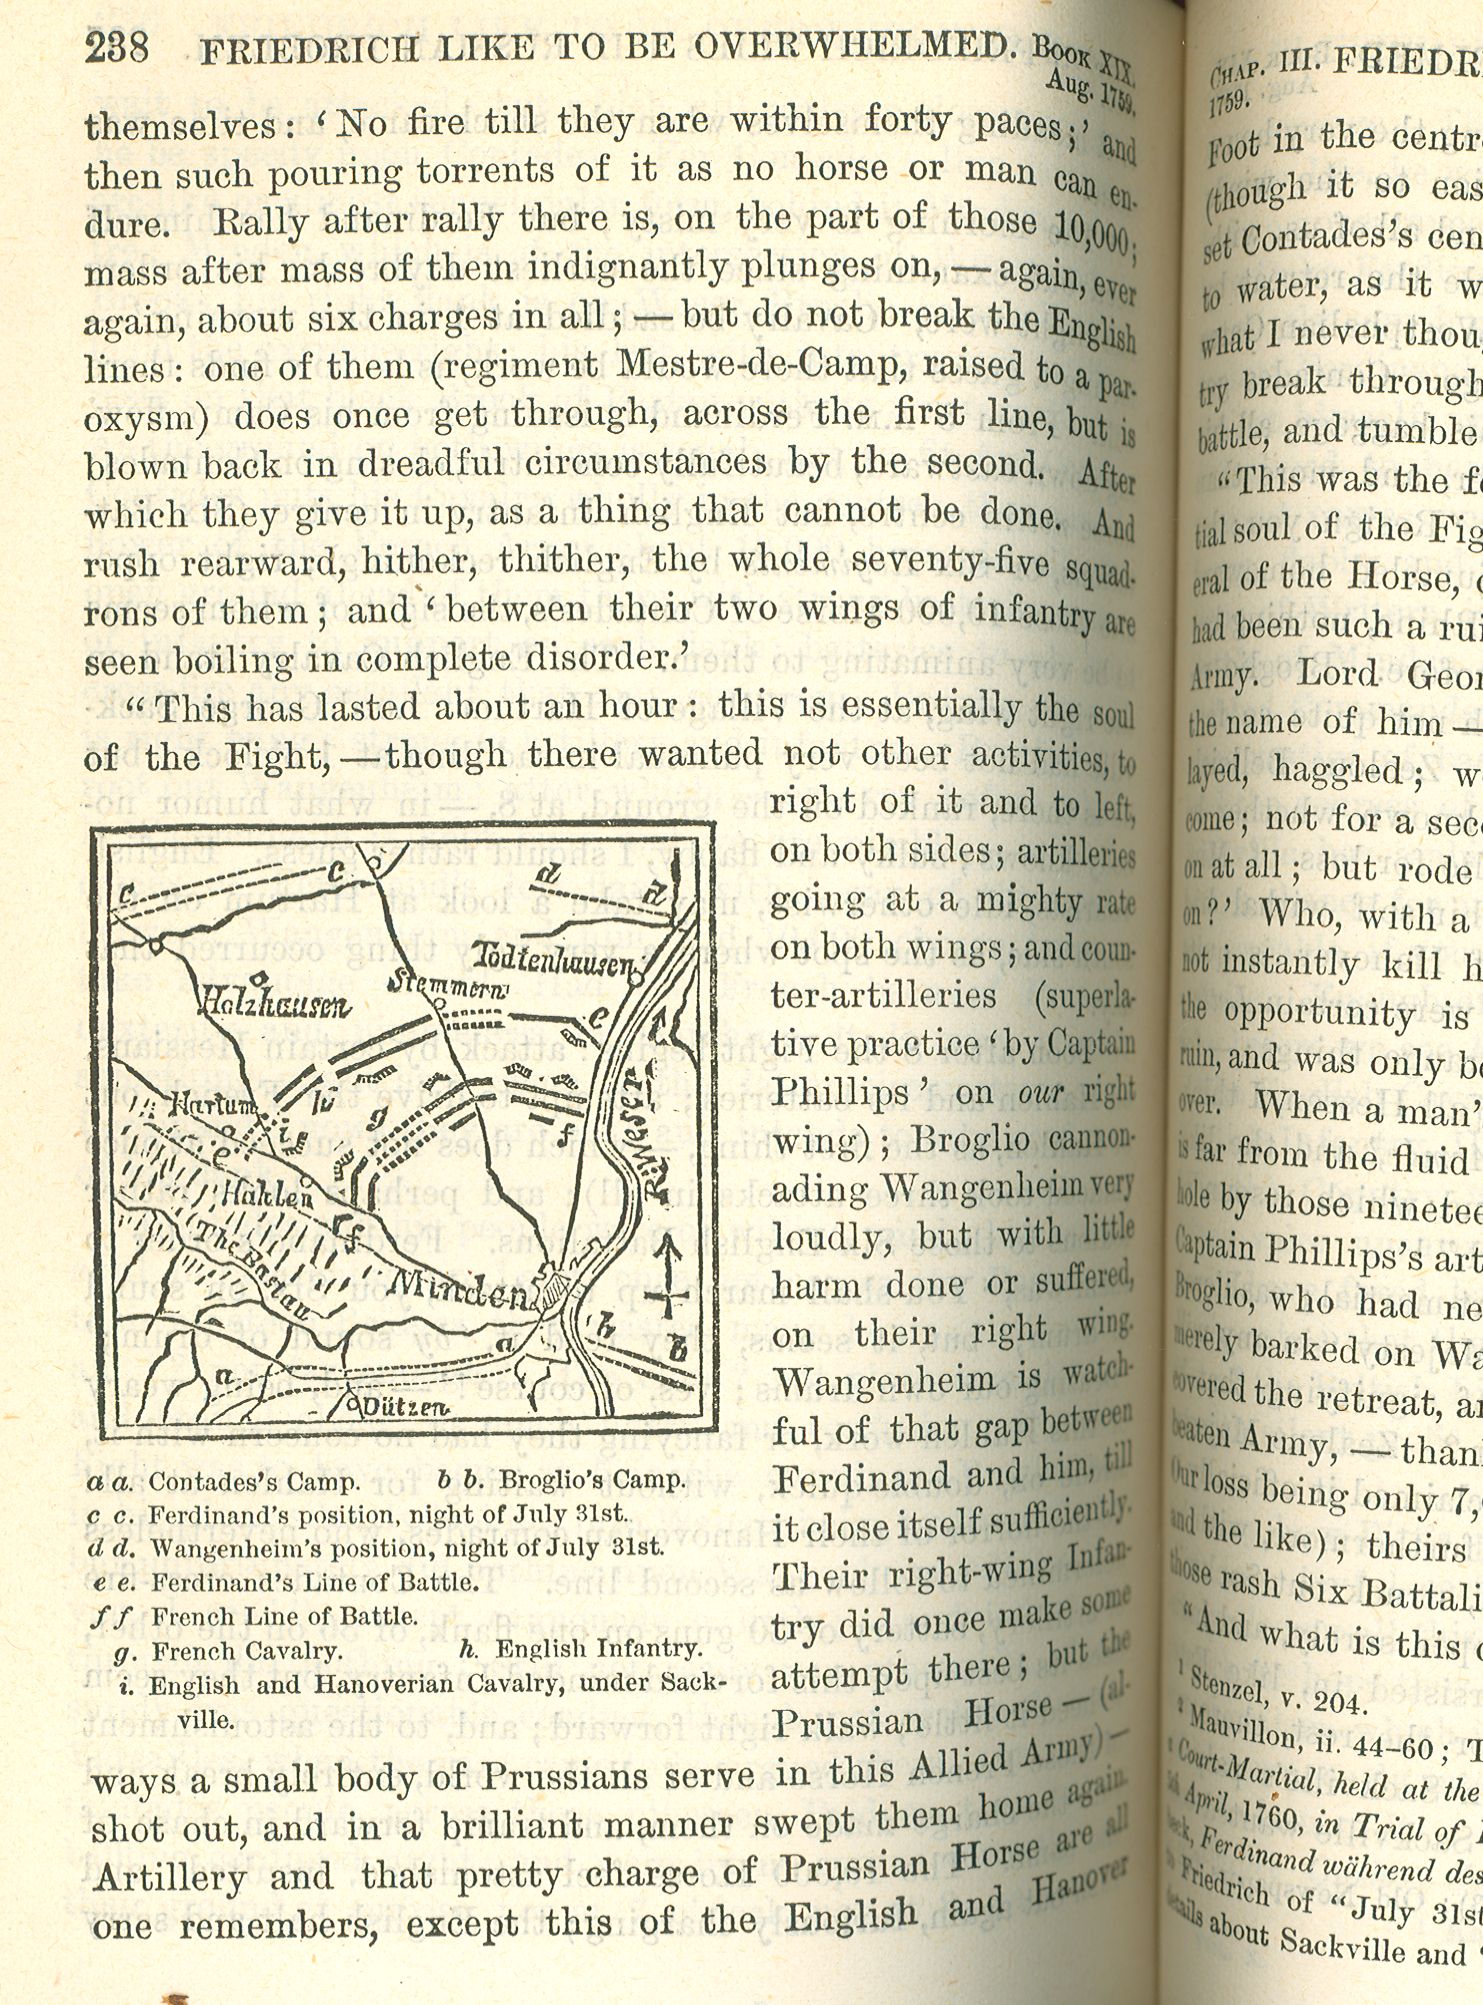 238 FRIEDRICH LIKE TO BE OVERWHELMED. BOOK XIX.
Aug. 1759.
themselves: ‘No fire till they are within forty paces;’ and
then such pouring torrents of it as no horse or man can en-
dure. Rally after rally there is, on the part of those 10,000;
mass after mass of them indignantly plunges on, — again, ever
again, about six charges in all; — but do not break the English
lines: one of them (regiment Mestre-de-Camp, raised to a par-
oxysm) does once get through, across the first line, but is
blown back in dreadful circumstances by the second. After
which they give it up, as a thing that cannot be done. And
rush rearward, hither, thither, the whole seventy-five squad-
rons of them; and ‘between their two wings of infantry are
seen boiling in complete disorder.’
“This has lasted about an hour: this is essentially the soul
of the Fight, — though there wanted not other activities, to
right of it and to left,
on both sides; artilleries
going at a mighty rate
on both wings; and coun-
ter-artilleries (superla-
tive practice ‘by Captain
Phillips’ on our right
wing); Broglio cannon-
ading Wangenheim very
loudly, but with little
harm done or suffered,
on their right wing.
Wangenheim is watch-
ful of that gap between
Ferdinand and him, till
it close itself sufficiently.
Their right-wing Infan-
try did once make some
attempt there; but the
Prussian Horse — (al-
ways a small body of Prussians serve in this Allied Army) —
shot out, and in a brilliant manner swept them home again.
Artillery and that pretty charge of Prussian Horse are all
one remembers, except this of the English and Hanover
c c d d
Todtenhausen
Stemmern
Holzhausen
e
Hartum
h
g
i
e
f
R. Weser
Hahlen
f
The Bastau
Minden
a b
a b
Dützen
a a. Contades's Camp. b b. Broglio's Camp.
c c. Ferdinand's position, night of July 31st.
d d. Wangenheim's position, night of July 31st.
e e. Ferdinand's Line of Battle.
f f French Line of Battle.
g. French Cavalry. h. English Infantry.
i. English and Hanoverian Cavalry, under Sack-
ville.
CHAP. III. FRIEDR
1759.
Foot in the centr
(though it so eas
set Contades's cen
to water, as it w
what I never thou
try break through
battle, and tumble
“This was the f
tial soul of the Fig
eral of the Horse,
had been such a rui
Army. Lord Geor
the name of him —
layed, haggled; w
come; not for a sec
on at all; but rode
on?’ Who, with a
not instantly kill h
the opportunity is
ruin, and was only b
over. When a man'
is far from the fluid
hole by those ninete
Captain Phillips's art
Broglio, who had ne
merely barked on Wa
covered the retreat, a
beaten Army, — than
Our loss being only 7,
and the like); theirs
those rash Six Battali
“And what is this
1 Stenzel, v. 204.
2 Mauvillon, ii. 44-60; T
Court-Martial, held at the
April, 1760, in Trial of
Ferdinand während des
Friedrich of “July 31s
about Sackville and